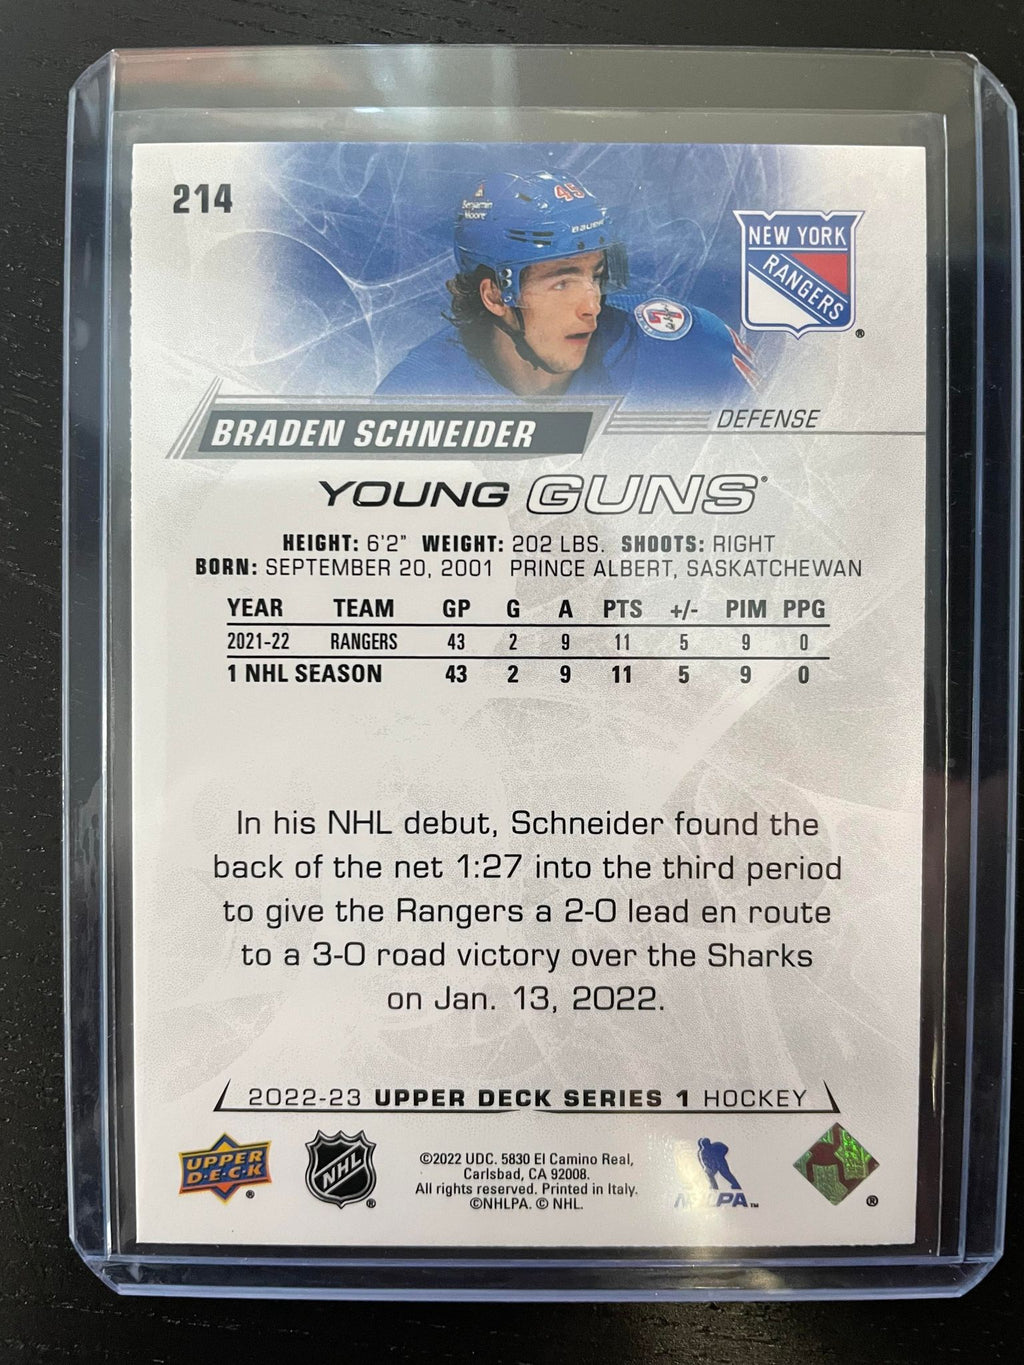 214
45
Benjamin
Moore
BAUER
NEW YORK
RANGERS
®
BRADEN SCHNEIDER
DEFENSE
YOUNG GUNS®
HEIGHT: 6'2" WEIGHT: 202 LBS. SHOOTS: RIGHT
BORN: SEPTEMBER 20, 2001 PRINCE ALBERT, SASKATCHEWAN
YEAR TEAM GP G A PTS +/- PIM PPG
2021-22 RANGERS 43 2 9 11 5 9 0
1 NHL SEASON 43 2 9 11 5 9 0
In his NHL debut, Schneider found the
back of the net 1:27 into the third period
to give the Rangers a 2-0 lead en route
to a 3-0 road victory over the Sharks
on Jan. 13, 2022.
2022-23 UPPER DECK SERIES 1 HOCKEY
UPPER
D·E·C·K
®
NHL
®
©2022 UDC. 5830 El Camino Real,
Carlsbad, CA 92008.
All rights reserved. Printed in Italy.
©NHLPA. © NHL.
NHLPA™
®